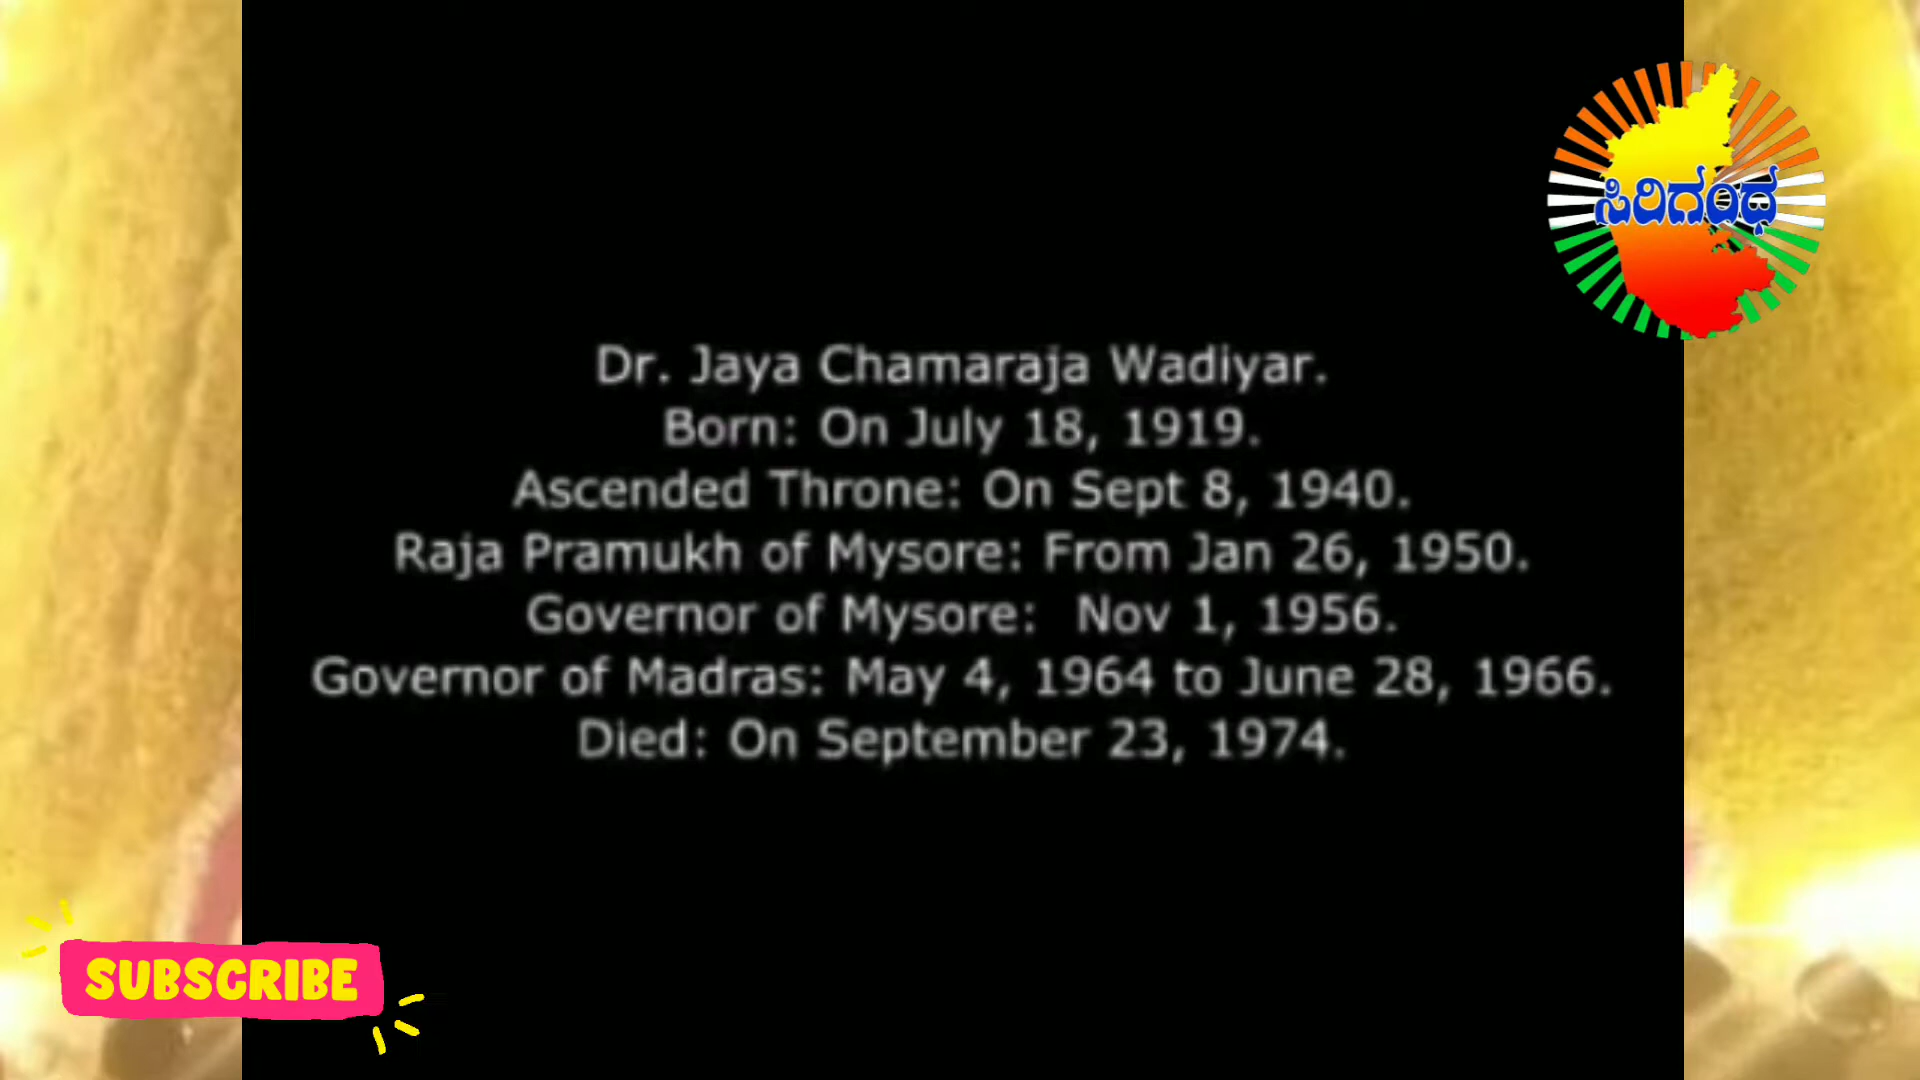 ಸಿರಿಗಂಧ
Dr. Jaya Chamaraja Wadiyar.
Born: On July 18, 1919.
Ascended Throne: On Sept 8, 1940.
Raja Pramukh of Mysore: From Jan 26, 1950.
Governor of Mysore:  Nov 1, 1956.
Governor of Madras: May 4, 1964 to June 28, 1966.
Died: On September 23, 1974.
SUBSCRIBE